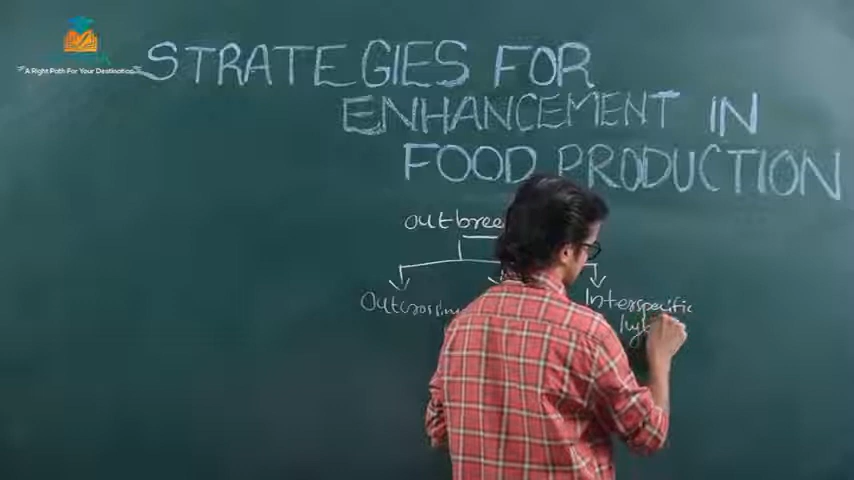 A Right Path For Your Destination
STRATEGIES FOR
ENHANCEMENT IN
FOOD PRODUCTION
Interspecific